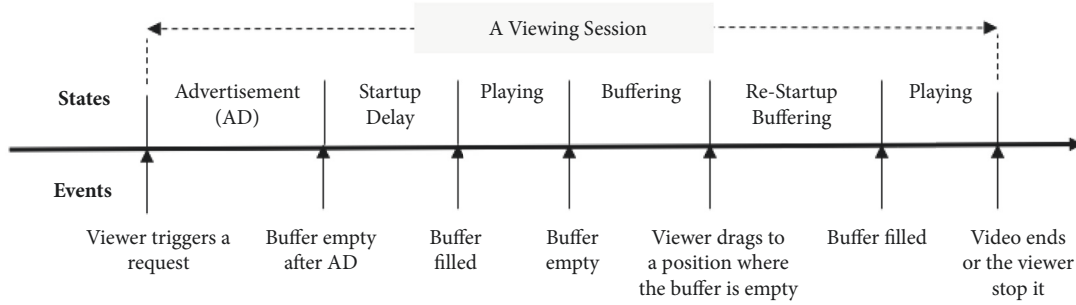 A Viewing Session
States
Advertisement
(AD)
Startup
Delay
Playing
Buffering
Re-Startup
Buffering
Playing
Events
Viewer triggers a
request
Buffer empty
after AD
Buffer
filled
Buffer
empty
Viewer drags to
a position where
the buffer is empty
Buffer filled
Video ends
or the viewer
stop it